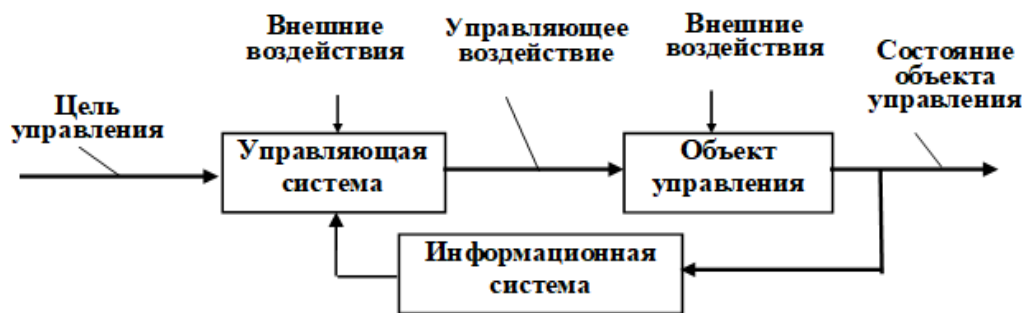 Внешние
воздействия
Управляющее
воздействие
Внешние
воздействия
Состояние
объекта
управления
Цель
управления
Управляющая
система
Объект
управления
Информационная
система